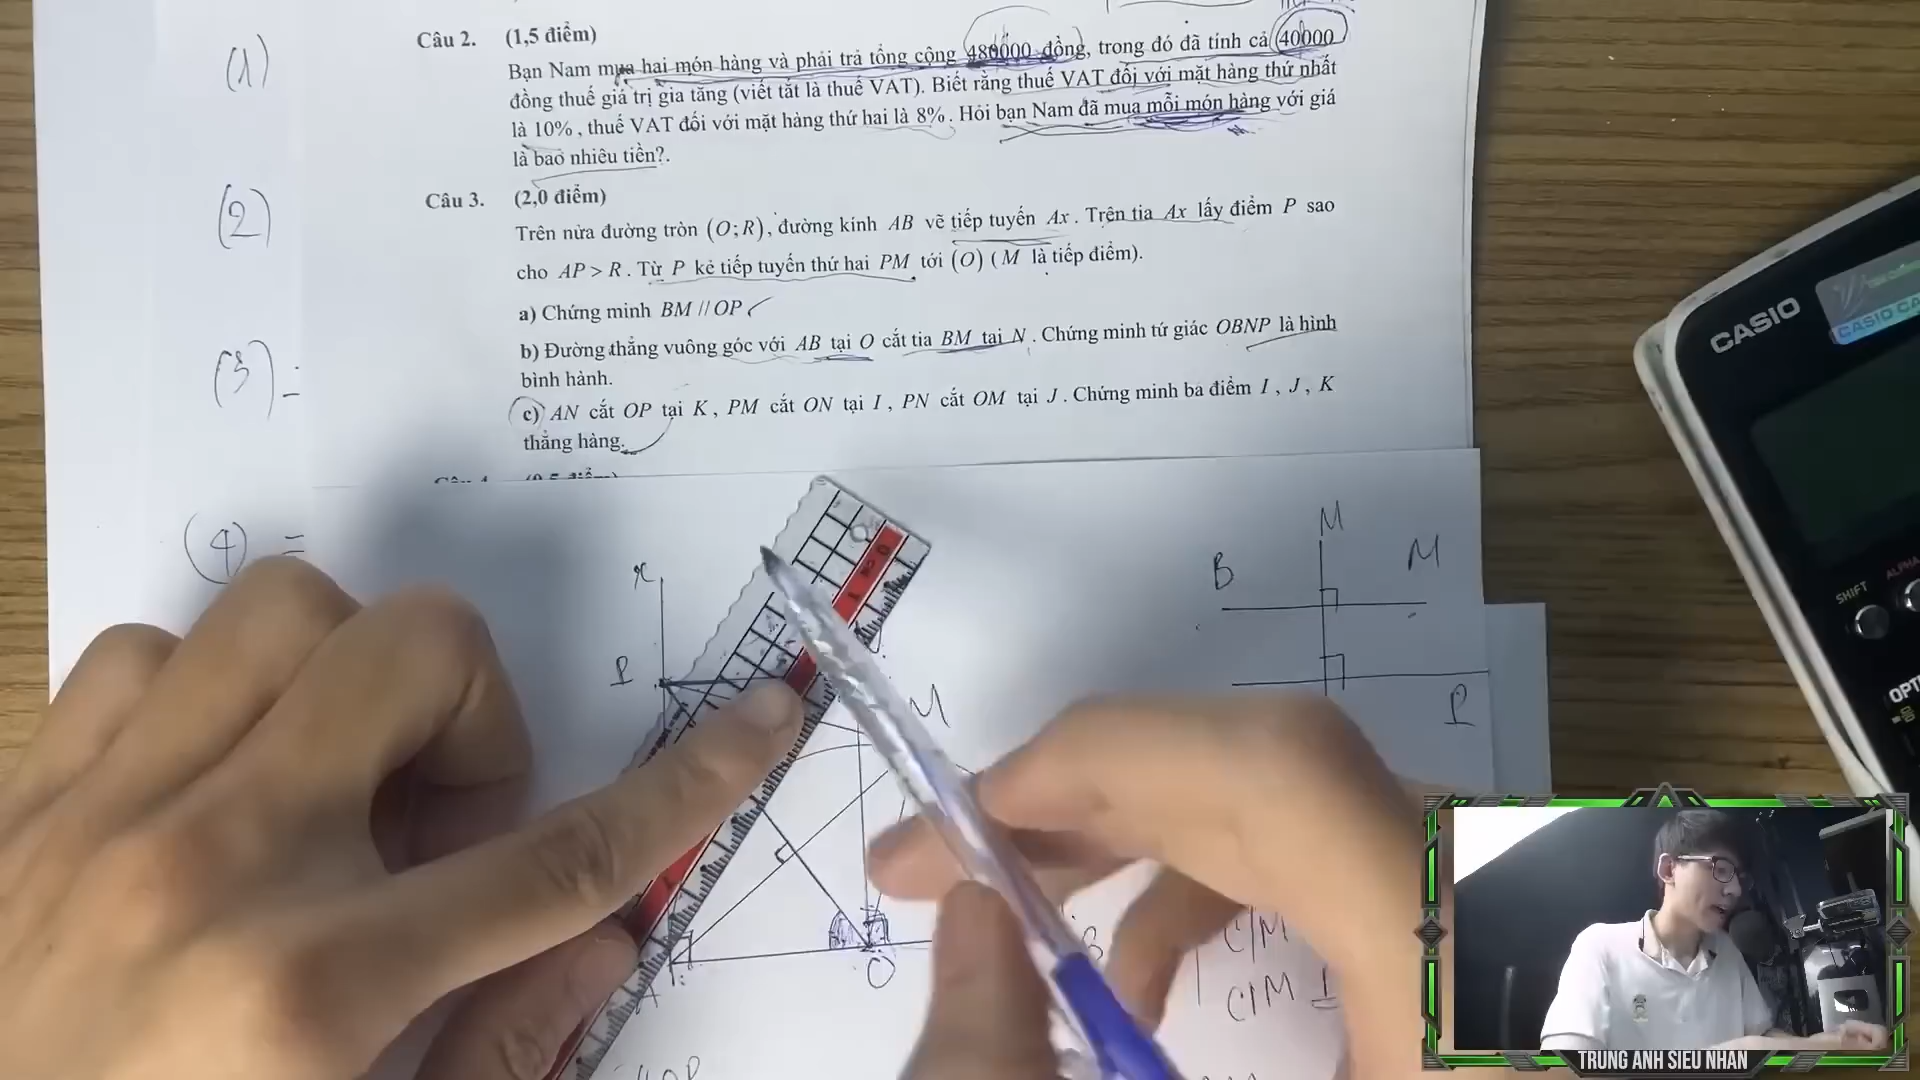 (1)
Câu 2. (1,5 điểm)
Bạn Nam mua hai món hàng và phải trả tổng cộng 480000 đồng, trong đó đã tính cả 40000
đồng thuế giá trị gia tăng (viết tắt là thuế VAT). Biết rằng thuế VAT đối với mặt hàng thứ nhất
là 10%, thuế VAT đối với mặt hàng thứ hai là 8%. Hỏi bạn Nam đã mua mỗi món hàng với giá
là bao nhiêu tiền?.
(2)
Câu 3. (2,0 điểm)
Trên nửa đường tròn (O;R), đường kính AB vẽ tiếp tuyến Ax. Trên tia Ax lấy điểm P sao
cho AP > R. Từ P kẻ tiếp tuyến thứ hai PM tới (O) (M là tiếp điểm).
a) Chứng minh BM // OP
(3) =
b) Đường thẳng vuông góc với AB tại O cắt tia BM tại N. Chứng minh tứ giác OBNP là hình
bình hành.
c) AN cắt OP tại K, PM cắt ON tại I, PN cắt OM tại J. Chứng minh ba điểm I, J, K
thẳng hàng.
(4) =
x
P
M
A
O
B
M
B
M
P
C/M
C/M ⊥
CASIO
SHIFT
ALPHA
OPT
TRUNG ANH SIEU NHAN